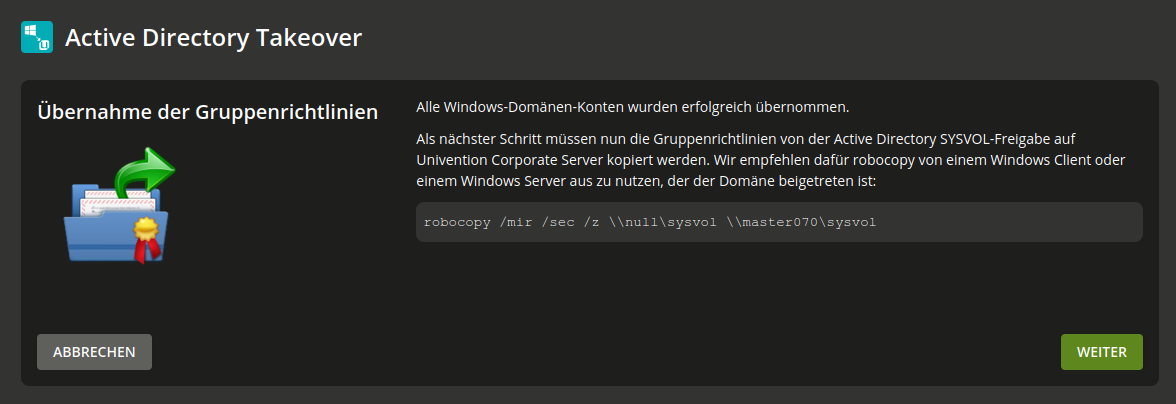 Active Directory Takeover
Übernahme der Gruppenrichtlinien
Alle Windows-Domänen-Konten wurden erfolgreich übernommen.
Als nächster Schritt müssen nun die Gruppenrichtlinien von der Active Directory SYSVOL-Freigabe auf
Univention Corporate Server kopiert werden. Wir empfehlen dafür robocopy von einem Windows Client oder
einem Windows Server aus zu nutzen, der der Domäne beigetreten ist:
robocopy /mir /sec /z \\null\sysvol \\master070\sysvol
ABBRECHEN
WEITER